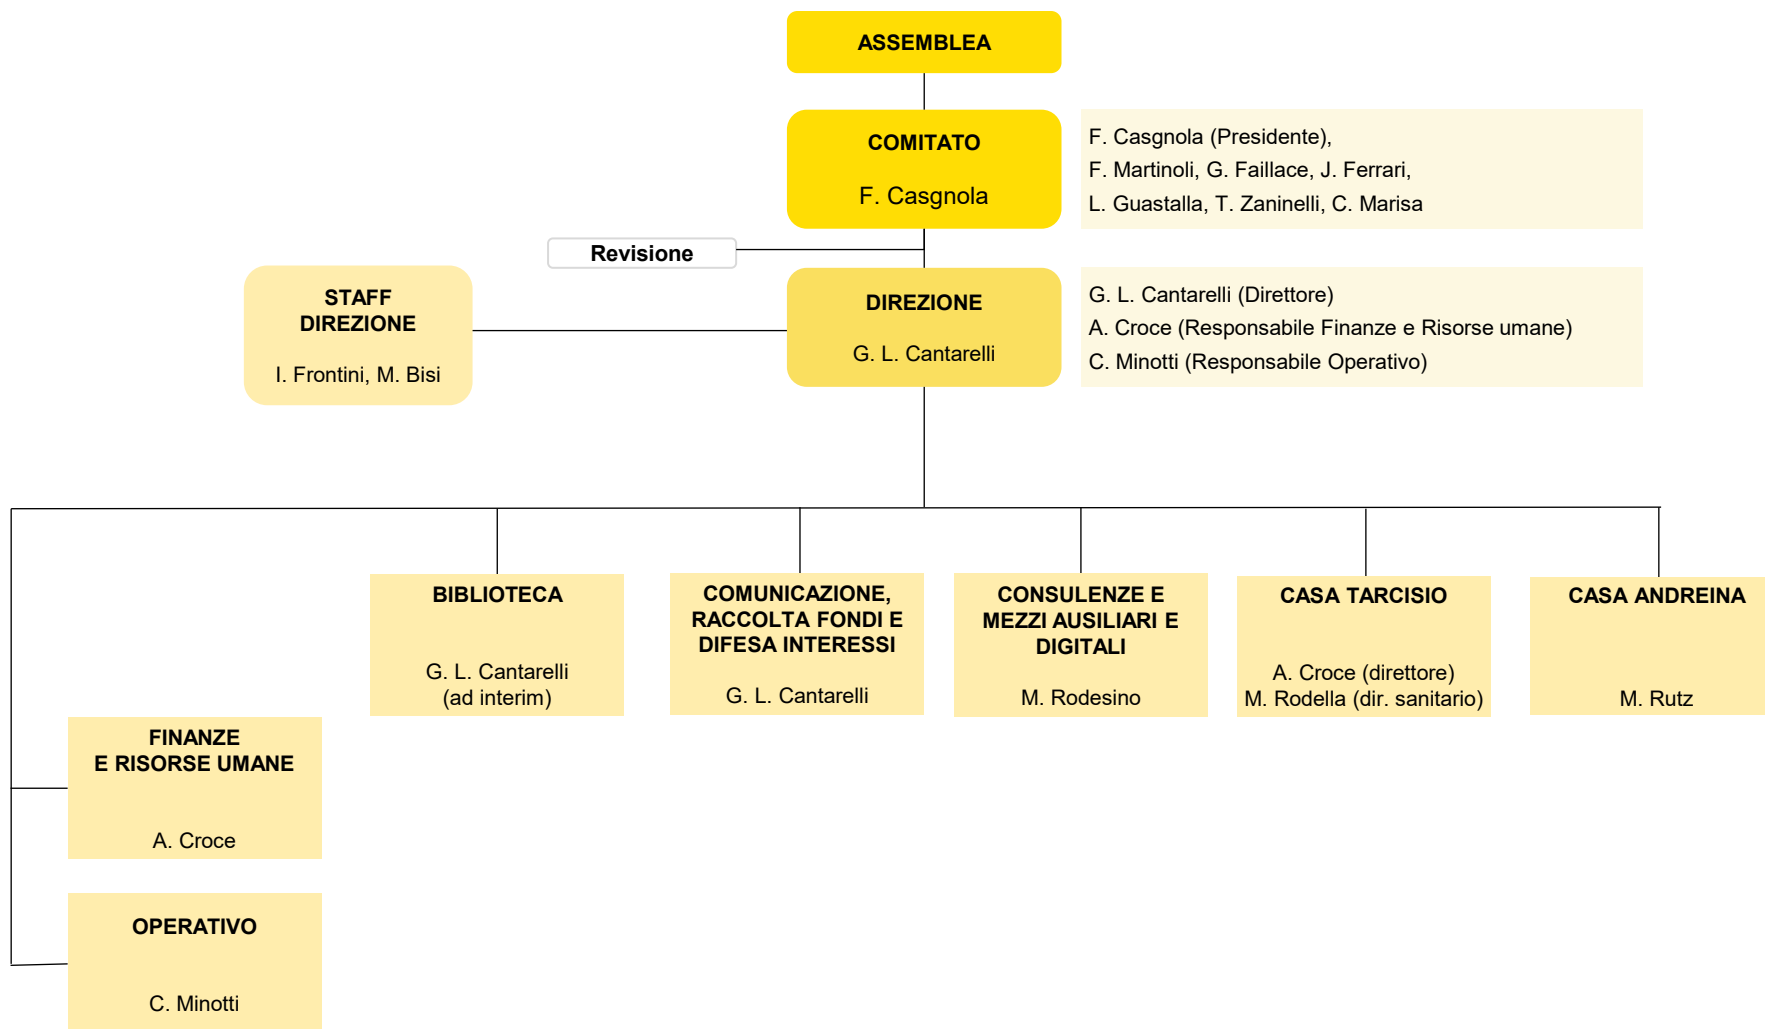 ASSEMBLEA
COMITATO
F. Casgnola
F. Casgnola (Presidente),
F. Martinoli, G. Faillace, J. Ferrari,
L. Guastalla, T. Zaninelli, C. Marisa
Revisione
STAFF
DIREZIONE
I. Frontini, M. Bisi
DIREZIONE
G. L. Cantarelli
G. L. Cantarelli (Direttore)
A. Croce (Responsabile Finanze e Risorse umane)
C. Minotti (Responsabile Operativo)
BIBLIOTECA
G. L. Cantarelli
(ad interim)
COMUNICAZIONE,
RACCOLTA FONDI E
DIFESA INTERESSI
G. L. Cantarelli
CONSULENZE E
MEZZI AUSILIARI E
DIGITALI
M. Rodesino
CASA TARCISIO
A. Croce (direttore)
M. Rodella (dir. sanitario)
CASA ANDREINA
M. Rutz
FINANZE
E RISORSE UMANE
A. Croce
OPERATIVO
C. Minotti